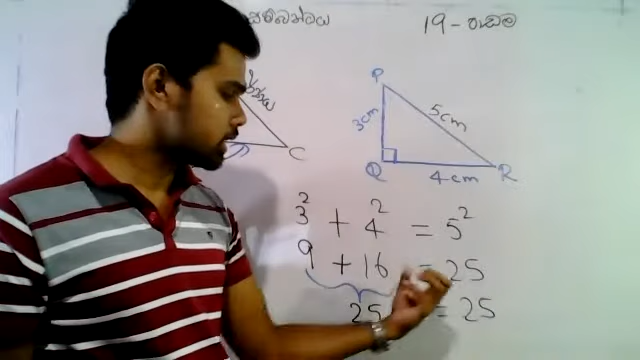 19 - පාඩම
P
3cm
5cm
Q
4cm
R
C
3² + 4² = 5²
9 + 16 = 25
25 = 25